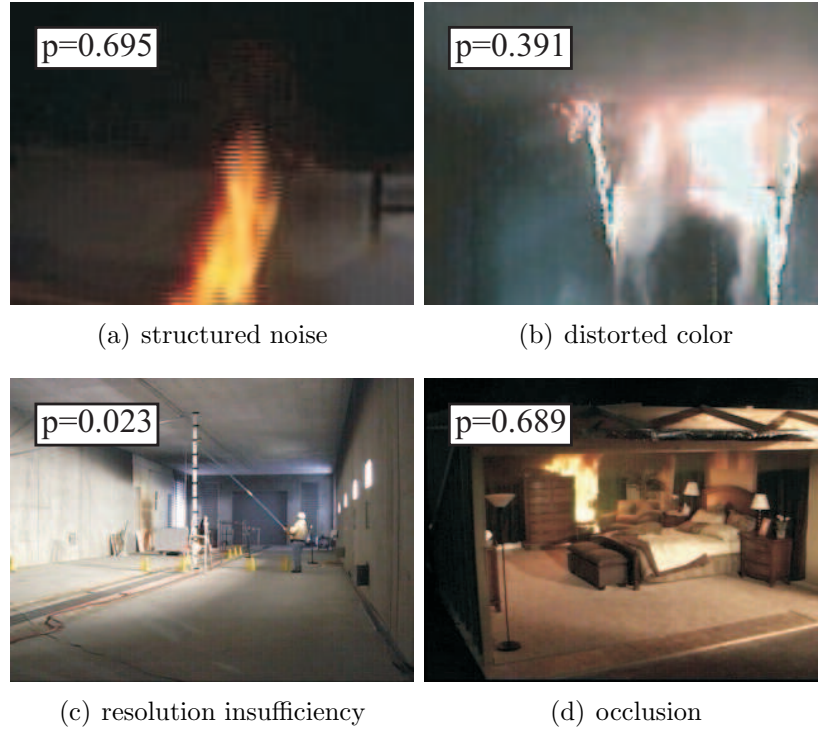 p=0.695
p=0.391
(a) structured noise
(b) distorted color
p=0.023
p=0.689
(c) resolution insufficiency
(d) occlusion